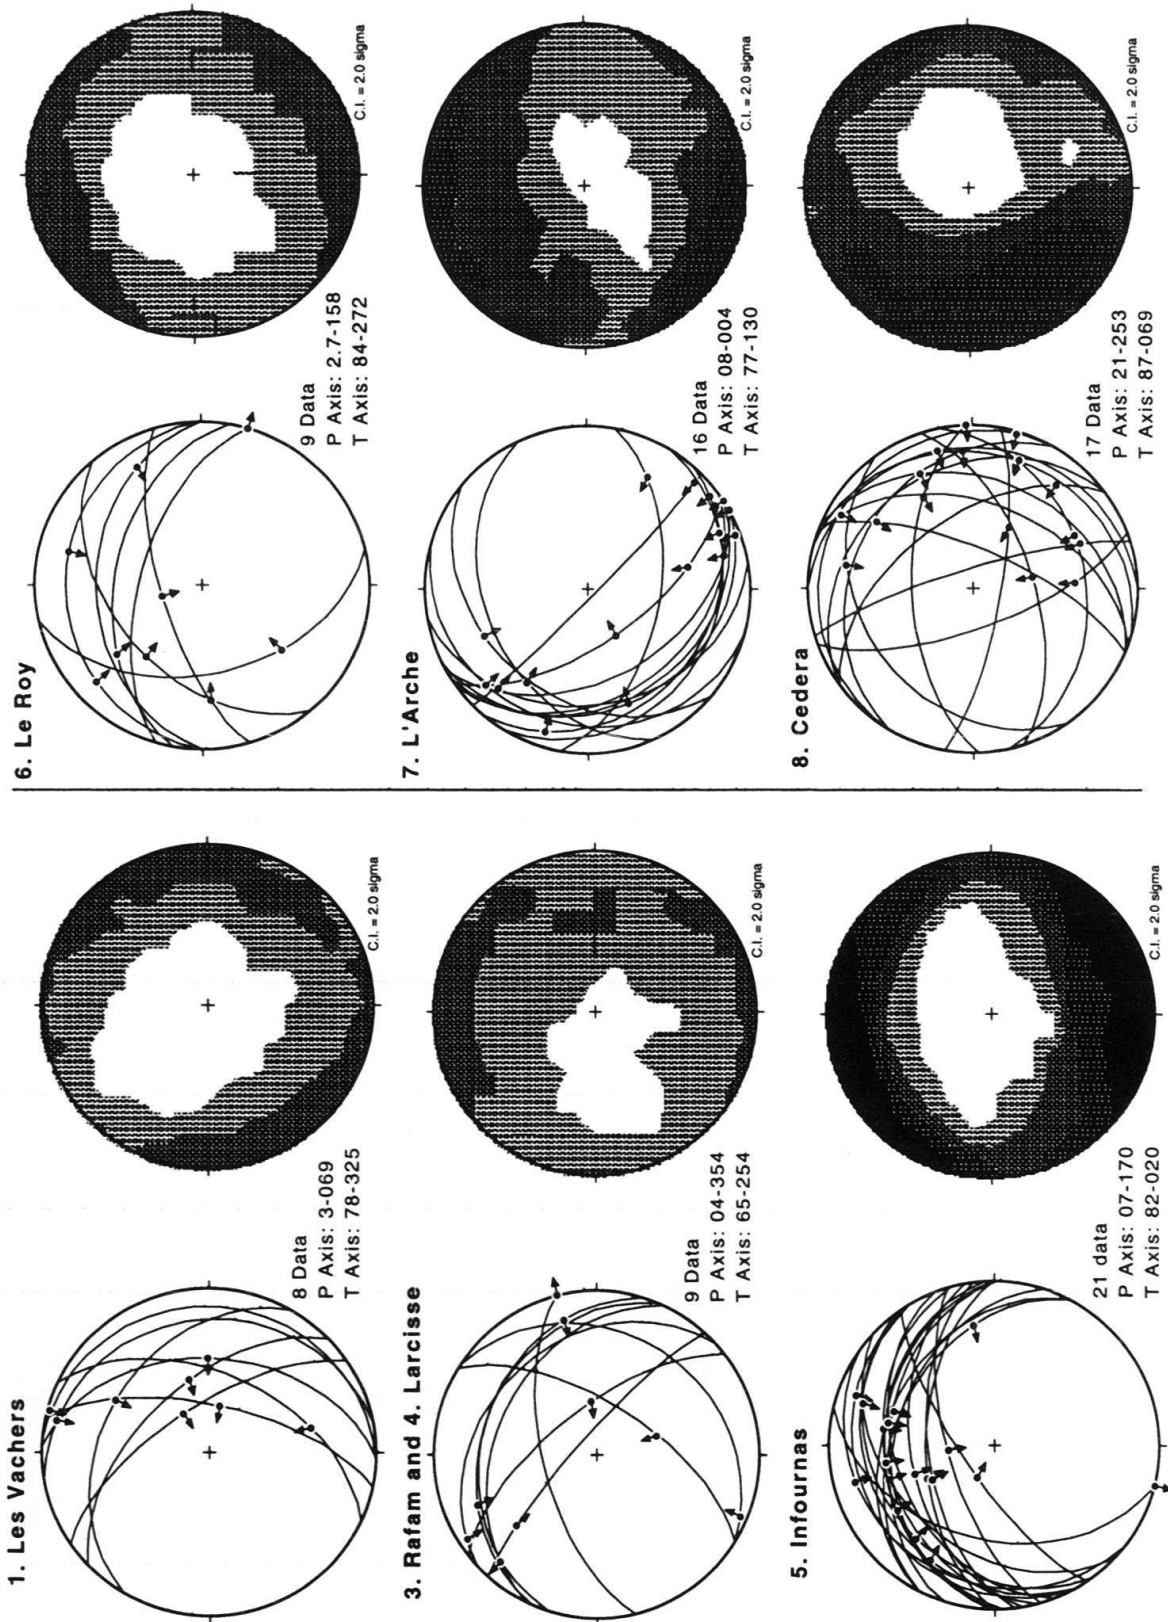 1. Les Vachers
8 Data
P Axis: 3-069
T Axis: 78-325
C.I. = 2.0 sigma
3. Rafam and 4. Larcisse
9 Data
P Axis: 04-354
T Axis: 65-254
C.I. = 2.0 sigma
5. Infournas
21 data
P Axis: 07-170
T Axis: 82-020
C.I. = 2.0 sigma
6. Le Roy
9 Data
P Axis: 2.7-158
T Axis: 84-272
C.I. = 2.0 sigma
7. L'Arche
16 Data
P Axis: 08-004
T Axis: 77-130
C.I. = 2.0 sigma
8. Cedera
17 Data
P Axis: 21-253
T Axis: 87-069
C.I. = 2.0 sigma